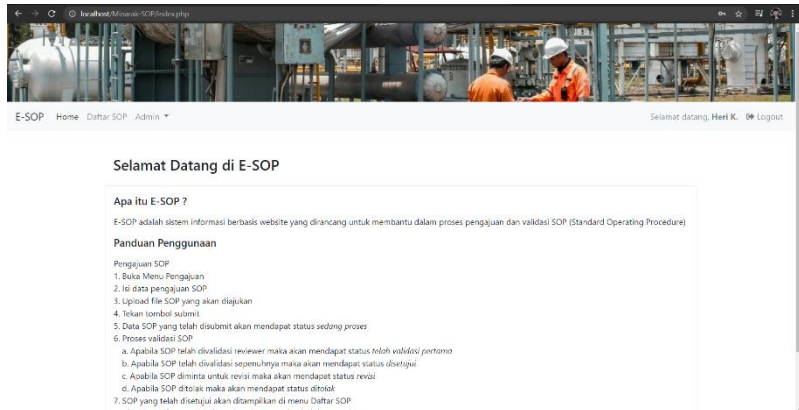 localhost/Minarak-SOP/index.php
E-SOP Home Daftar SOP Admin Selamat datang, Heri K. Logout
Selamat Datang di E-SOP
Apa itu E-SOP ?
E-SOP adalah sistem informasi berbasis website yang dirancang untuk membantu dalam proses pengajuan dan validasi SOP (Standard Operating Procedure)
Panduan Penggunaan
Pengajuan SOP
1. Buka Menu Pengajuan
2. Isi data pengajuan SOP
3. Upload file SOP yang akan diajukan
4. Tekan tombol submit
5. Data SOP yang telah disubmit akan mendapat status sedang proses
6. Proses validasi SOP
a. Apabila SOP telah divalidasi reviewer maka akan mendapat status telah validasi pertama
b. Apabila SOP telah divalidasi sepenuhnya maka akan mendapat status disetujui
c. Apabila SOP diminta untuk revisi maka akan mendapat status revisi
d. Apabila SOP ditolak maka akan mendapat status ditolak
7. SOP yang telah disetujui akan ditampilkan di menu Daftar SOP